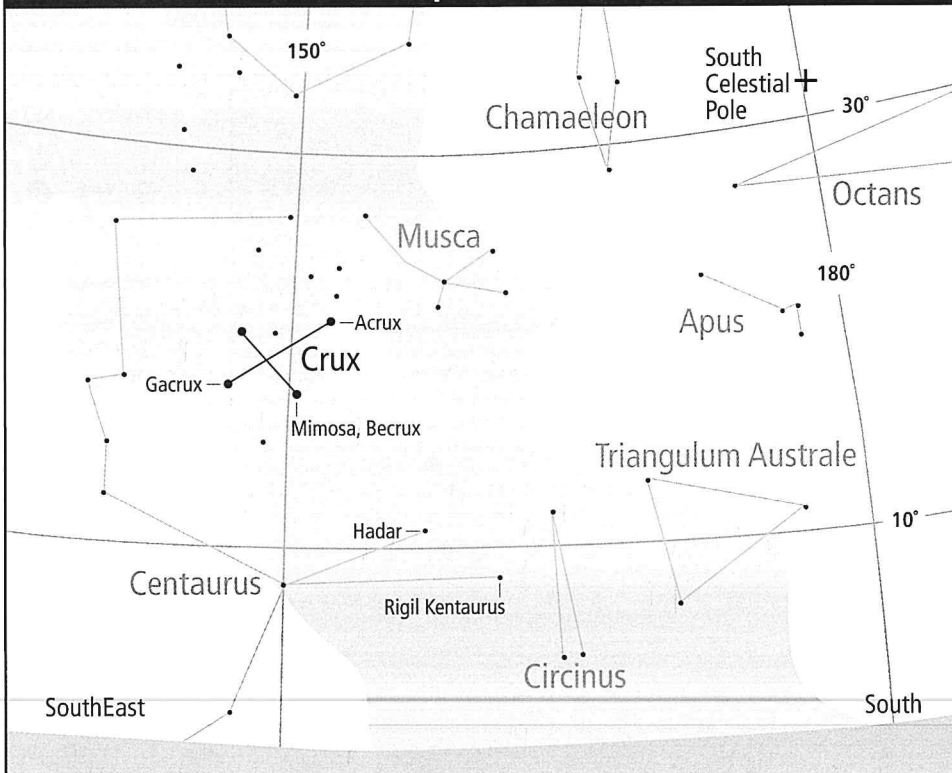 150°
South
Celestial
Pole
30°
Chamaeleon
Octans
Musca
180°
Apus
Acrux
Crux
Gacrux
Mimosa, Becrux
Triangulum Australe
10°
Hadar
Centaurus
Rigil Kentaurus
Circinus
SouthEast
South